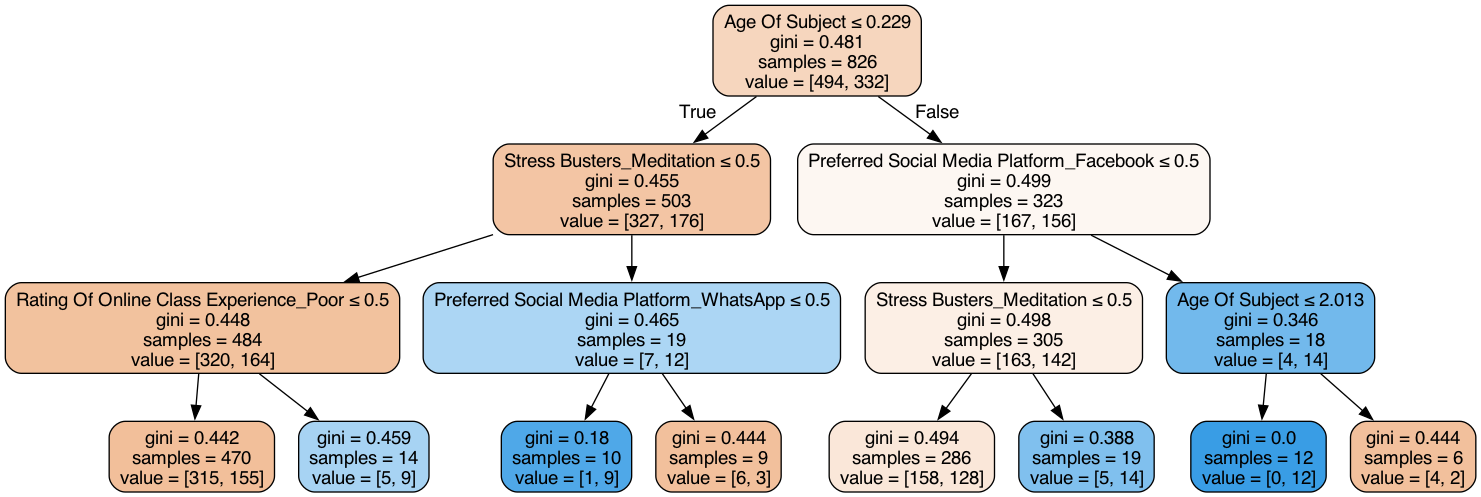 Age Of Subject ≤ 0.229
gini = 0.481
samples = 826
value = [494, 332]
True
False
Stress Busters_Meditation ≤ 0.5
gini = 0.455
samples = 503
value = [327, 176]
Preferred Social Media Platform_Facebook ≤ 0.5
gini = 0.499
samples = 323
value = [167, 156]
Rating Of Online Class Experience_Poor ≤ 0.5
gini = 0.448
samples = 484
value = [320, 164]
Preferred Social Media Platform_WhatsApp ≤ 0.5
gini = 0.465
samples = 19
value = [7, 12]
Stress Busters_Meditation ≤ 0.5
gini = 0.498
samples = 305
value = [163, 142]
Age Of Subject ≤ 2.013
gini = 0.346
samples = 18
value = [4, 14]
gini = 0.442
samples = 470
value = [315, 155]
gini = 0.459
samples = 14
value = [5, 9]
gini = 0.18
samples = 10
value = [1, 9]
gini = 0.444
samples = 9
value = [6, 3]
gini = 0.494
samples = 286
value = [158, 128]
gini = 0.388
samples = 19
value = [5, 14]
gini = 0.0
samples = 12
value = [0, 12]
gini = 0.444
samples = 6
value = [4, 2]